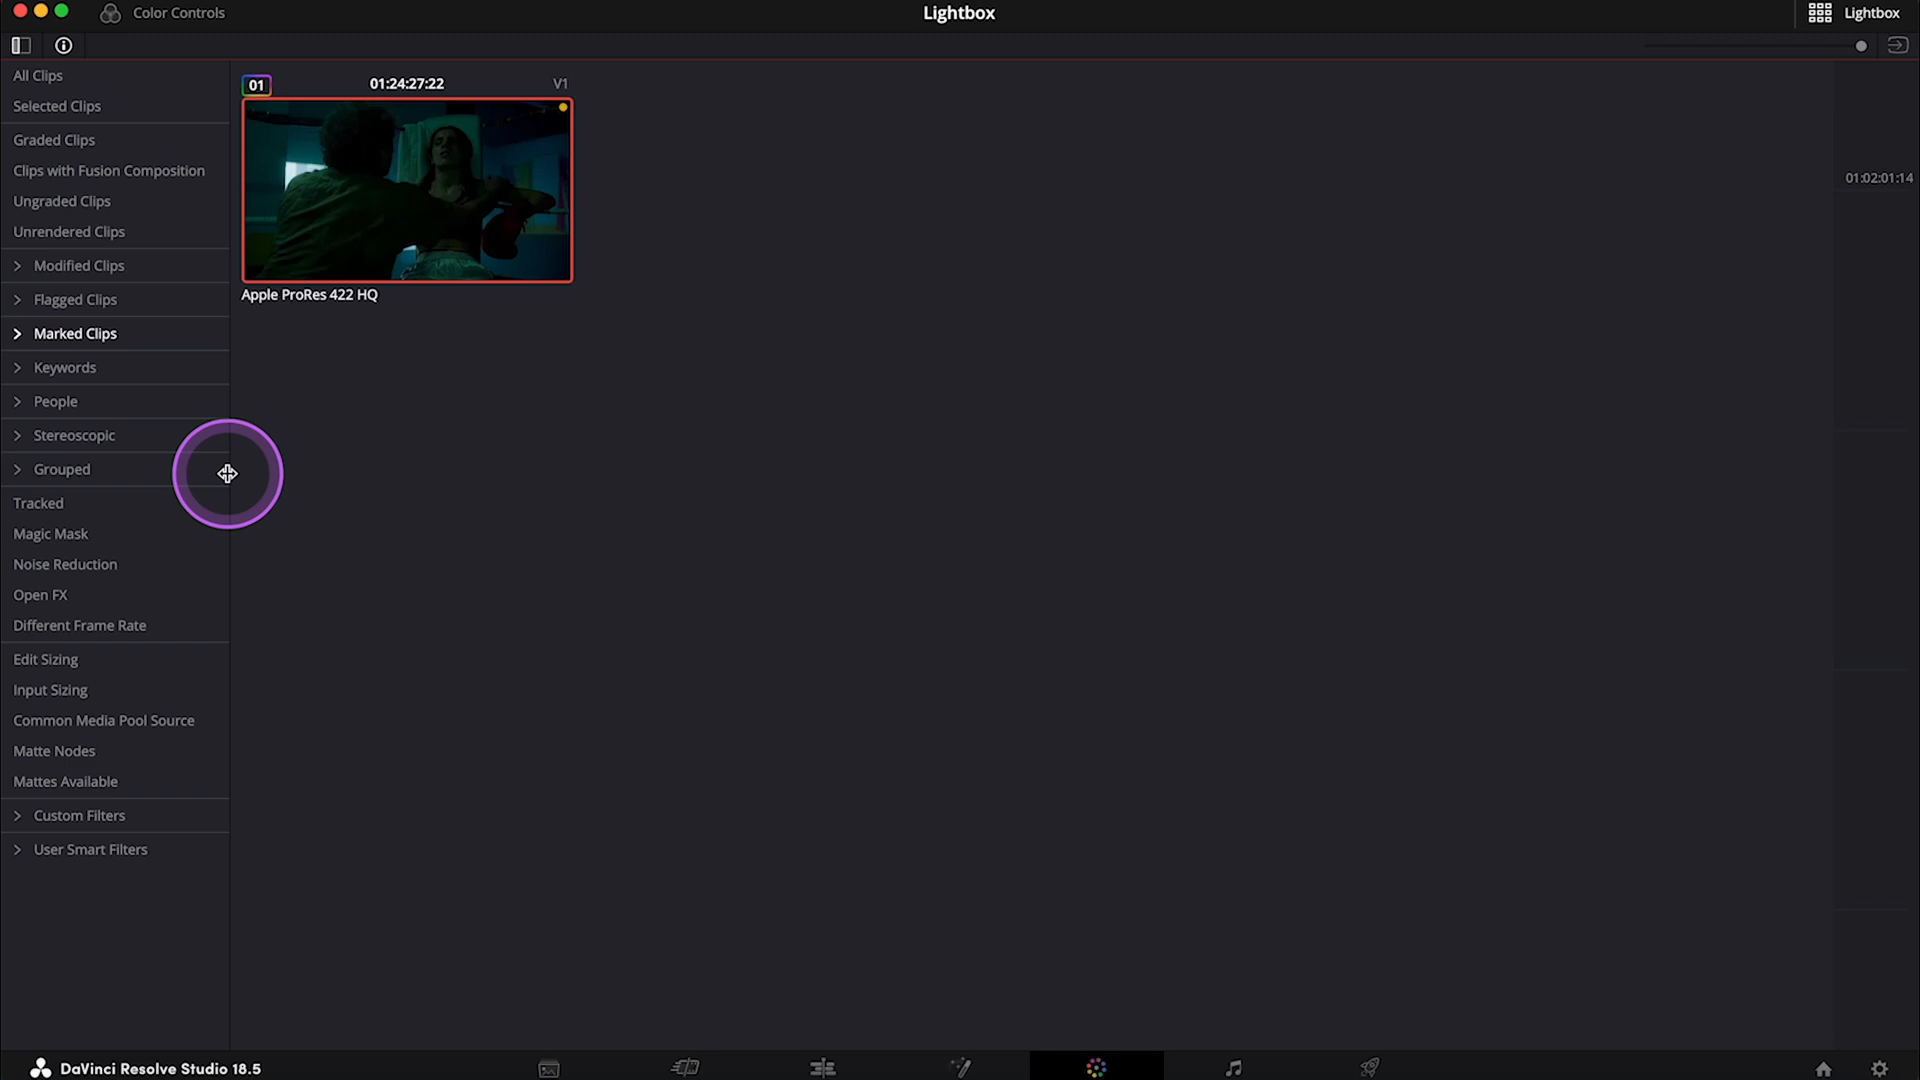 Color Controls
Lightbox
Lightbox
All Clips
Selected Clips
Graded Clips
Clips with Fusion Composition
Ungraded Clips
Unrendered Clips
Modified Clips
Flagged Clips
Marked Clips
Keywords
People
Stereoscopic
Grouped
Tracked
Magic Mask
Noise Reduction
Open FX
Different Frame Rate
Edit Sizing
Input Sizing
Common Media Pool Source
Matte Nodes
Mattes Available
Custom Filters
User Smart Filters
01 01:24:27:22 V1
Apple ProRes 422 HQ
01:02:01:14
DaVinci Resolve Studio 18.5